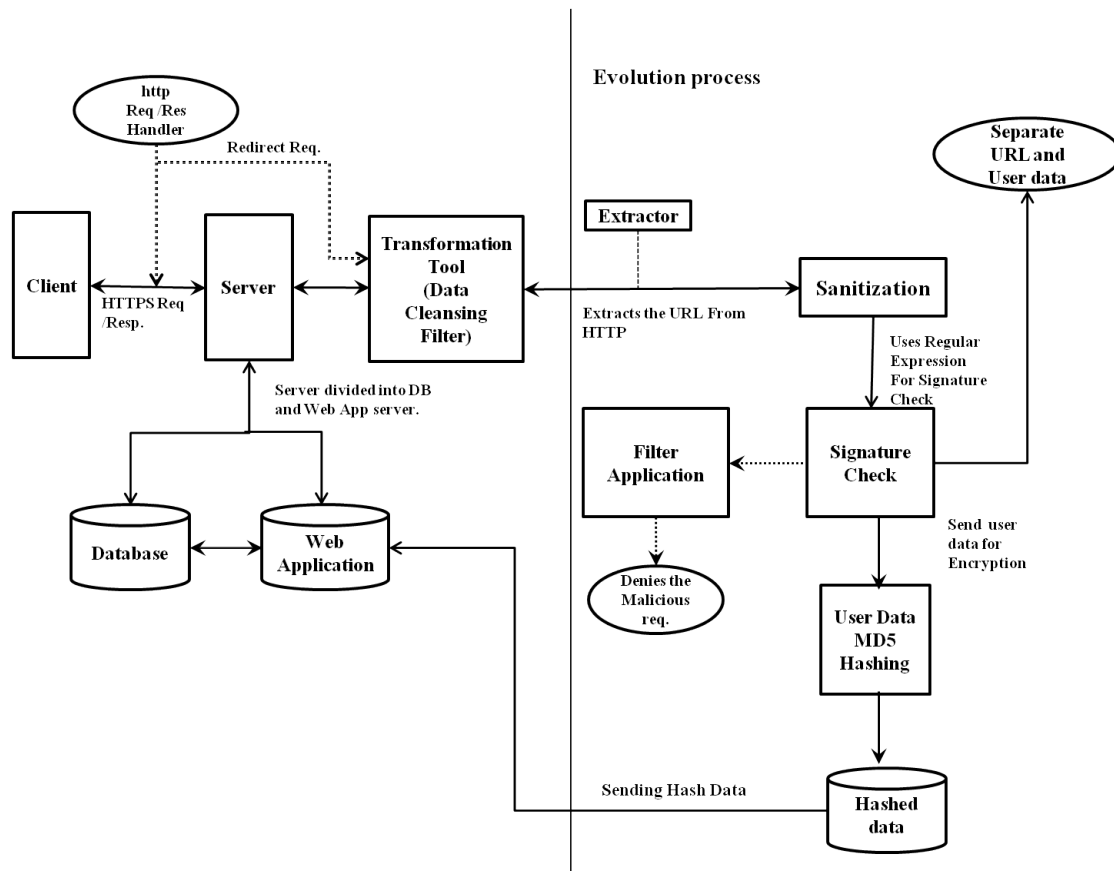 Evolution process
http
Req /Res
Handler
Redirect Req.
Separate
URL and
User data
Extractor
Client
Server
Transformation
Tool
(Data
Cleansing
Filter)
Sanitization
HTTPS Req
/Resp.
Extracts the URL From
HTTP
Uses Regular
Expression
For Signature
Check
Server divided into DB
and Web App server.
Filter
Application
Signature
Check
Database
Web
Application
Send user
data for
Encryption
Denies the
Malicious
req.
User Data
MD5
Hashing
Sending Hash Data
Hashed
data